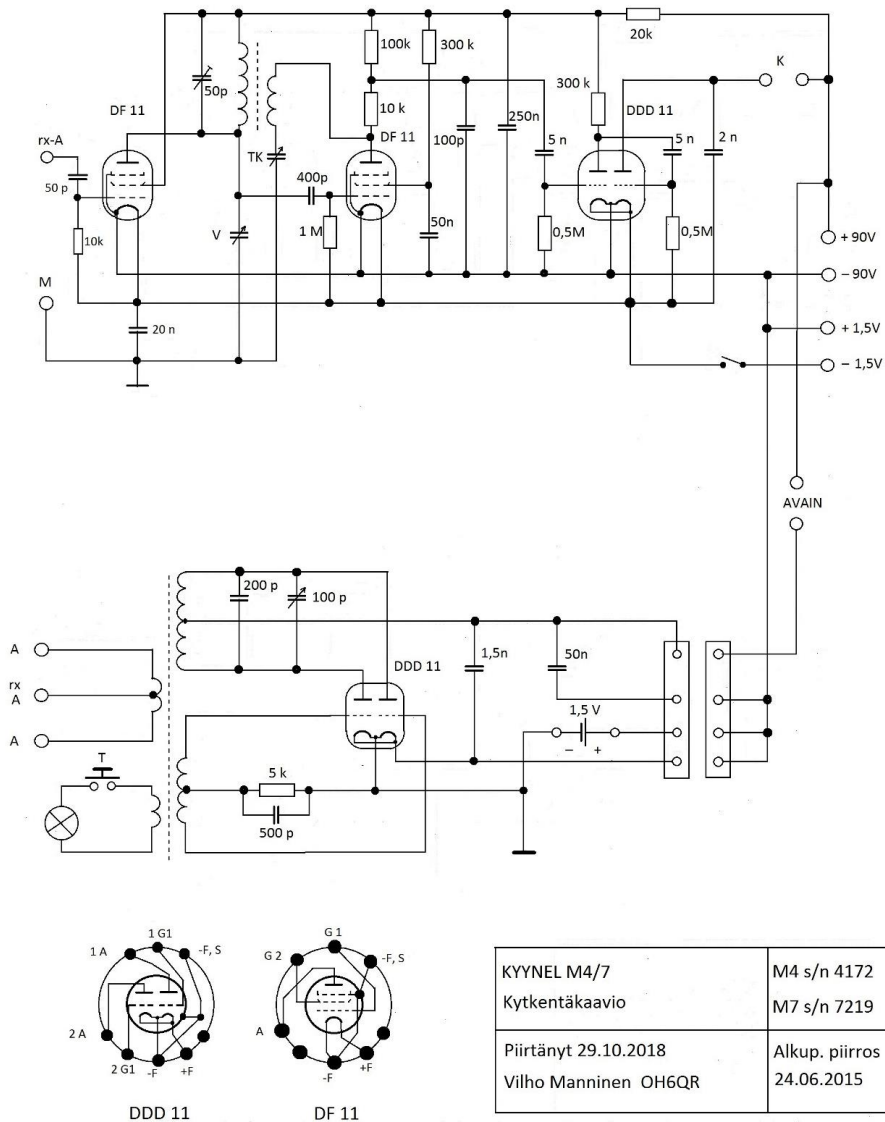 20k
100k
300 k
K
50p
300 k
DDD 11
DF 11
10 k
DF 11
100p
250n
5 n
5 n
2 n
rx-A
TK
50 p
400p
10k
V
1 M
50n
0,5M
0,5M
+ 90V
M
– 90V
20 n
+ 1,5V
– 1,5V
AVAIN
200 p
100 p
A
DDD 11
1,5n
50n
rx
A
1,5 V
– +
A
T
5 k
500 p
1 G1
1 A
-F, S
2 A
2 G1
-F
+F
DDD 11
G 1
G 2
-F, S
A
-F
+F
DF 11
KYYNEL M4/7
Kytkentäkaavio
M4 s/n 4172
M7 s/n 7219
Piirtänyt 29.10.2018
Vilho Manninen OH6QR
Alkup. piirros
24.06.2015